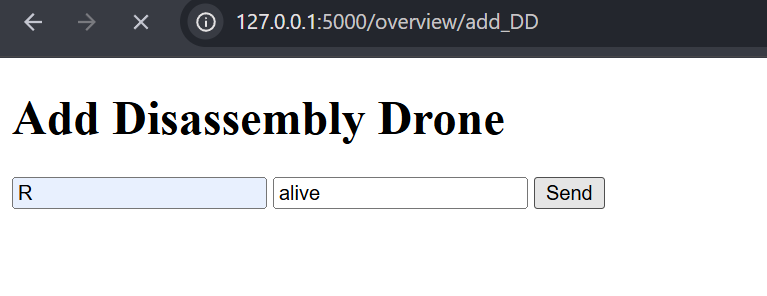 127.0.0.1:5000/overview/add_DD
Add Disassembly Drone
R alive Send